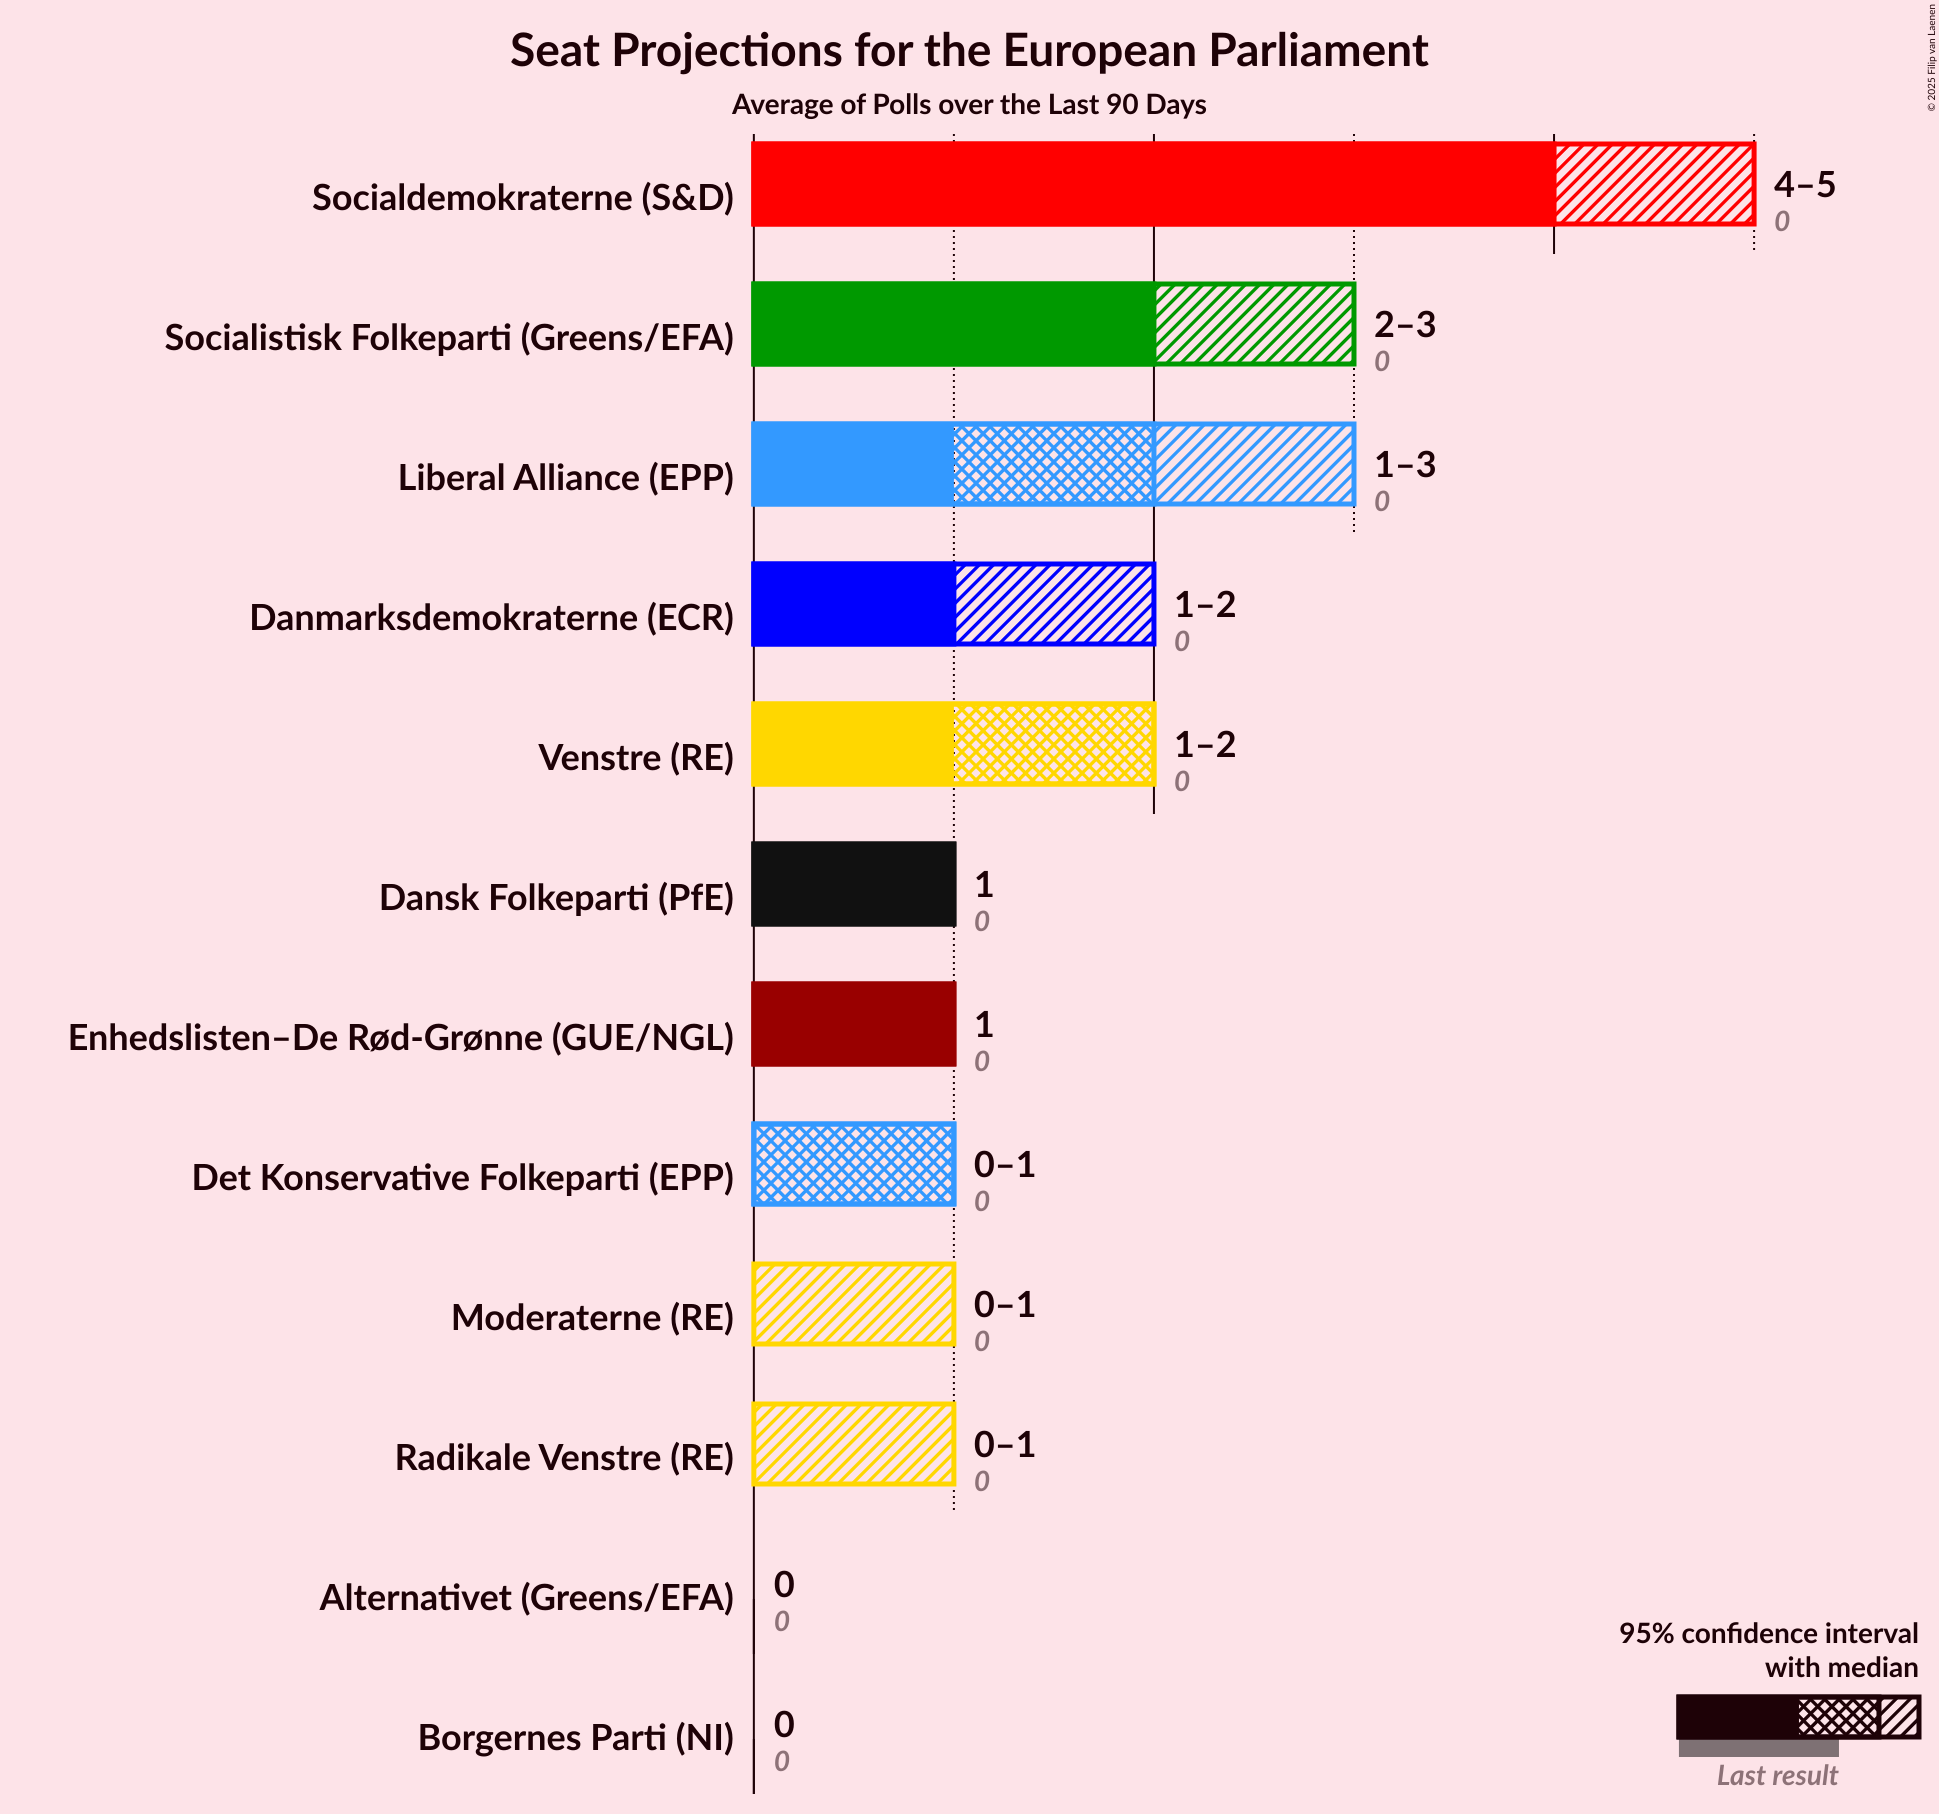 Seat Projections for the European Parliament
Average of Polls over the Last 90 Days
© 2025 Filip van Laenen
Socialdemokraterne (S&D)
4–5
0
Socialistisk Folkeparti (Greens/EFA)
2–3
0
Liberal Alliance (EPP)
1–3
0
Danmarksdemokraterne (ECR)
1–2
0
Venstre (RE)
1–2
0
Dansk Folkeparti (PfE)
1
0
Enhedslisten–De Rød-Grønne (GUE/NGL)
1
0
Det Konservative Folkeparti (EPP)
0–1
0
Moderaterne (RE)
0–1
0
Radikale Venstre (RE)
0–1
0
Alternativet (Greens/EFA)
0
0
Borgernes Parti (NI)
0
0
95% confidence interval
with median
Last result